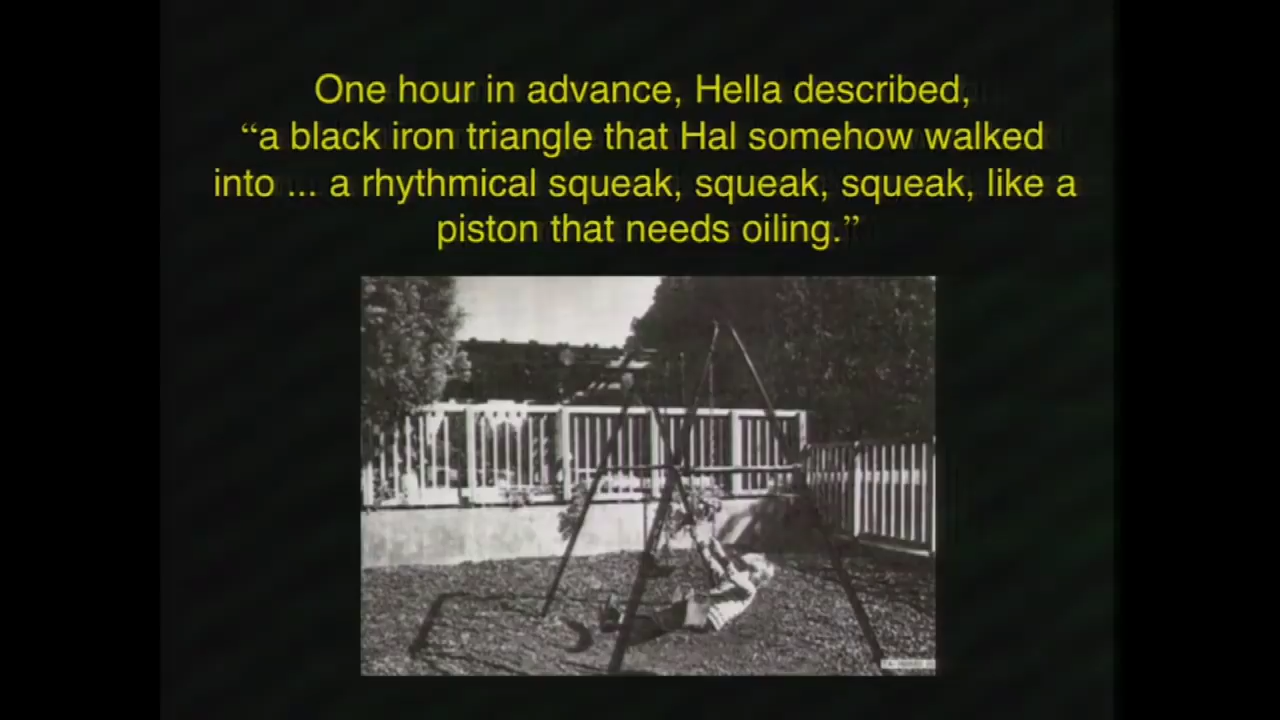 One hour in advance, Hella described,
“a black iron triangle that Hal somehow walked
into ... a rhythmical squeak, squeak, squeak, like a
piston that needs oiling.”